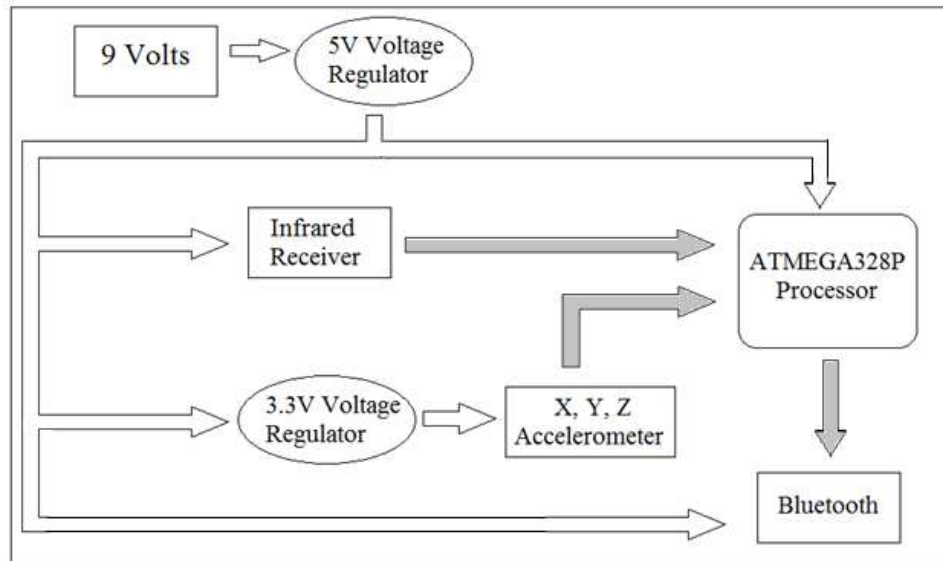 9 Volts
5V Voltage
Regulator
Infrared
Receiver
ATMEGA328P
Processor
3.3V Voltage
Regulator
X, Y, Z
Accelerometer
Bluetooth